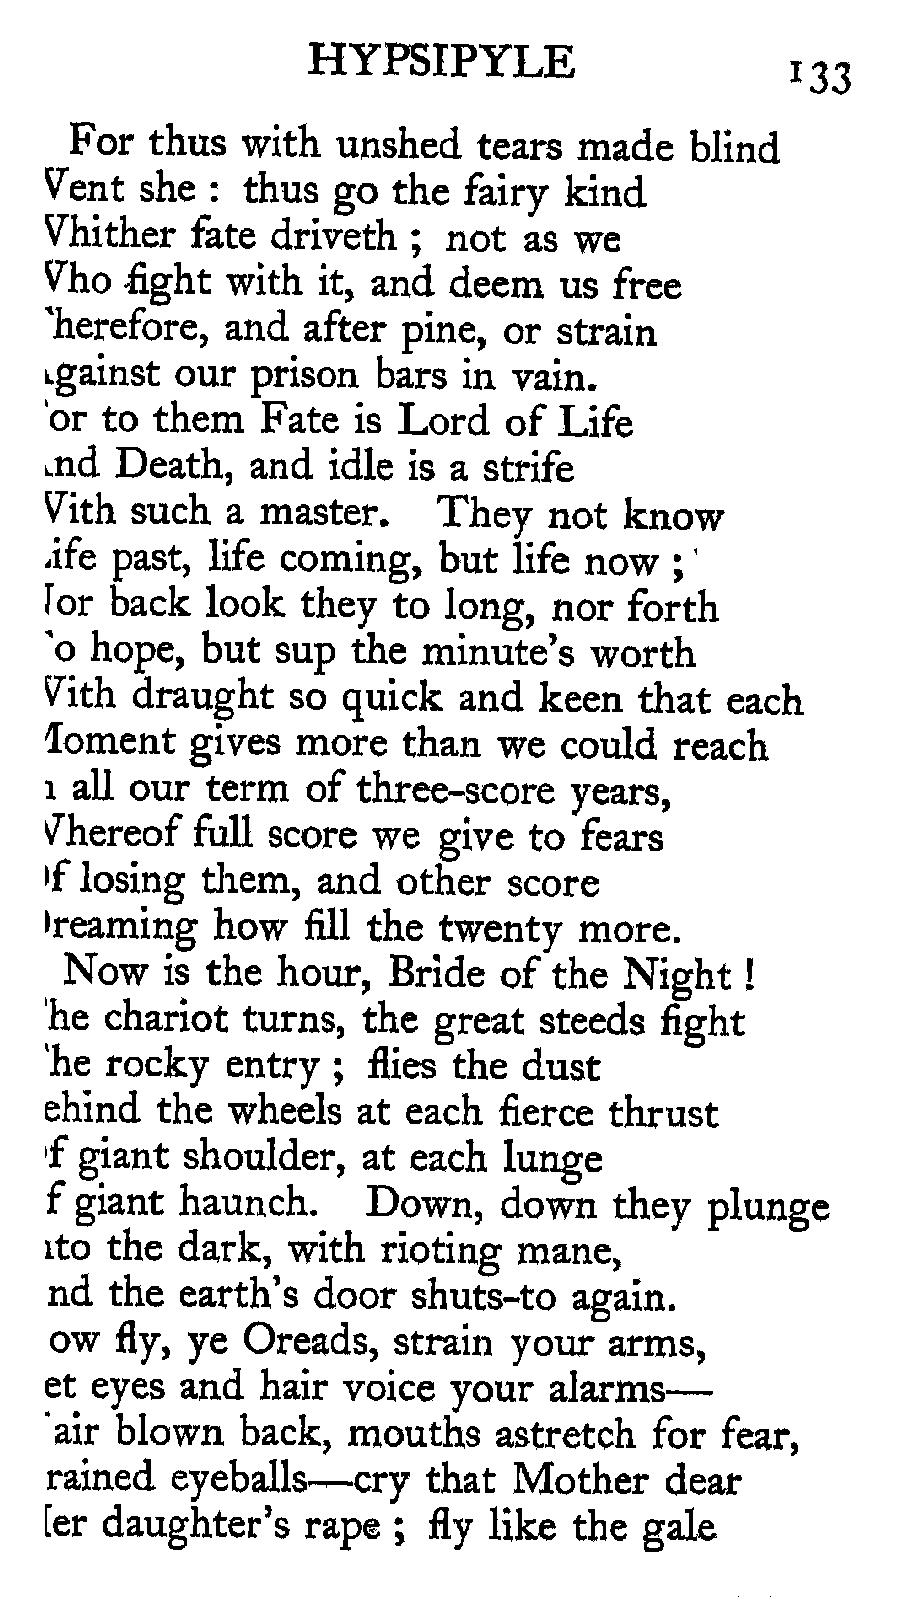 HYPSIPYLE 133
For thus with unshed tears made blind
Went she : thus go the fairy kind
Whither fate driveth ; not as we
Who fight with it, and deem us free
herefore, and after pine, or strain
gainst our prison bars in vain.
or to them Fate is Lord of Life
nd Death, and idle is a strife
With such a master. They not know
ife past, life coming, but life now ;
or back look they to long, nor forth
o hope, but sup the minute's worth
With draught so quick and keen that each
Moment gives more than we could reach
n all our term of three-score years,
Whereof full score we give to fears
f losing them, and other score
reaming how fill the twenty more.
Now is the hour, Bride of the Night !
he chariot turns, the great steeds fight
he rocky entry ; flies the dust
ehind the wheels at each fierce thrust
f giant shoulder, at each lunge
f giant haunch. Down, down they plunge
nto the dark, with rioting mane,
nd the earth's door shuts-to again.
ow fly, ye Oreads, strain your arms,
et eyes and hair voice your alarms—
air blown back, mouths astretch for fear,
rained eyeballs—cry that Mother dear
er daughter's rape ; fly like the gale